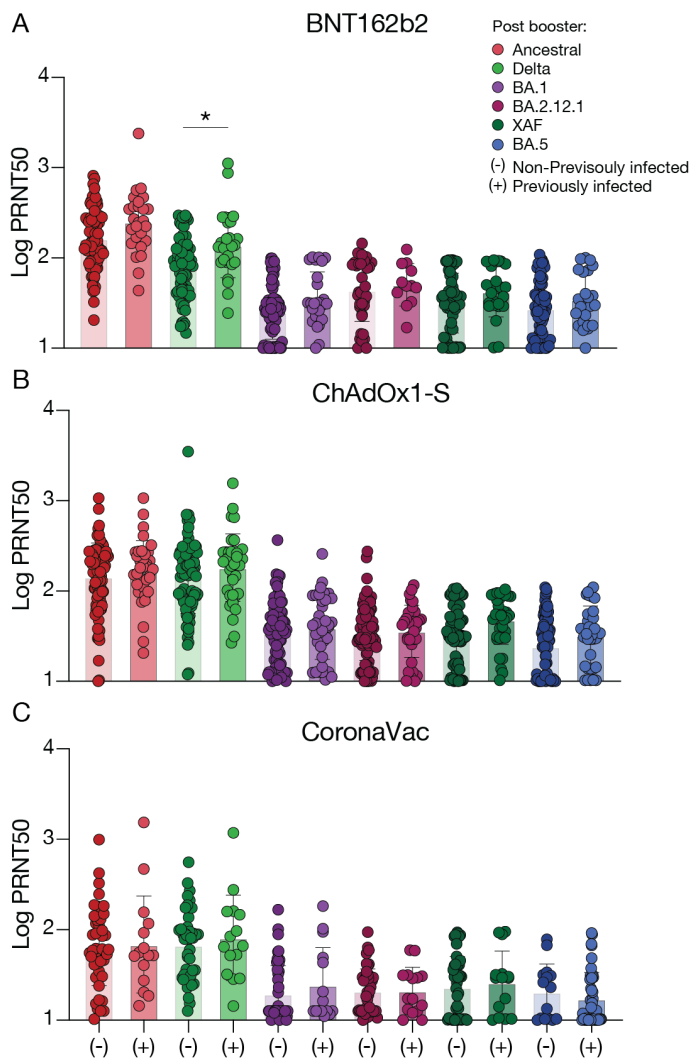 A
BNT162b2
Post booster:
Ancestral
Delta
BA.1
BA.2.12.1
XAF
BA.5
(-) Non-Previsouly infected
(+) Previously infected
Log PRNT50
4
3
2
1
*
B
ChAdOx1-S
Log PRNT50
4
3
2
1
C
CoronaVac
Log PRNT50
4
3
2
1
(-) (+) (-) (+) (-) (+) (-) (+) (-) (+) (-) (+)